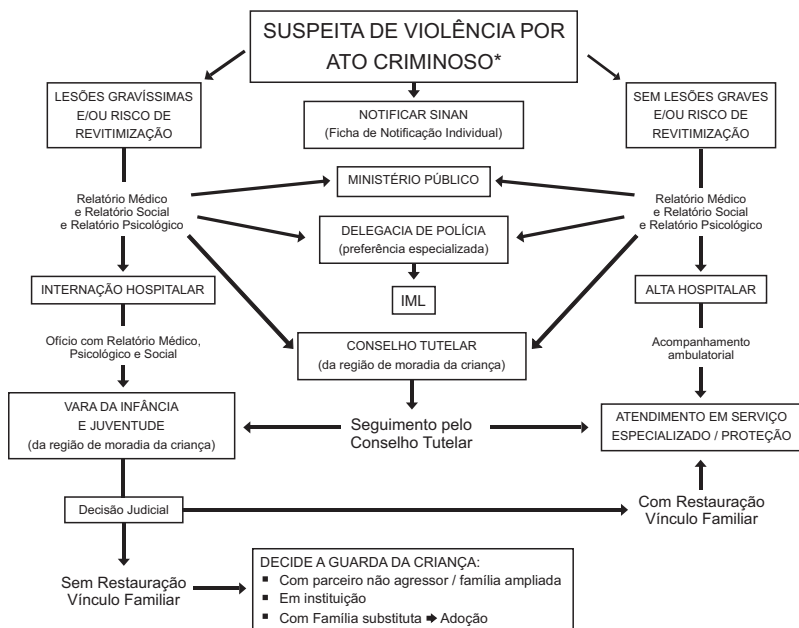 SUSPEITA DE VIOLÊNCIA POR
ATO CRIMINOSO*
LESÕES GRAVÍSSIMAS
E/OU RISCO DE
REVITIMIZAÇÃO
NOTIFICAR SINAN
(Ficha de Notificação Individual)
SEM LESÕES GRAVES
E/OU RISCO DE
REVITIMIZAÇÃO
MINISTÉRIO PÚBLICO
Relatório Médico
e Relatório Social
e Relatório Psicológico
DELEGACIA DE POLÍCIA
(preferência especializada)
Relatório Médico
e Relatório Social
e Relatório Psicológico
INTERNAÇÃO HOSPITALAR
IML
ALTA HOSPITALAR
Ofício com Relatório Médico,
Psicológico e Social
CONSELHO TUTELAR
(da região de moradia da criança)
Acompanhamento
ambulatorial
VARA DA INFÂNCIA
E JUVENTUDE
(da região de moradia da criança)
Seguimento pelo
Conselho Tutelar
ATENDIMENTO EM SERVIÇO
ESPECIALIZADO / PROTEÇÃO
Decisão Judicial
Com Restauração
Vínculo Familiar
Sem Restauração
Vínculo Familiar
DECIDE A GUARDA DA CRIANÇA:
▪ Com parceiro não agressor / família ampliada
▪ Em instituição
▪ Com Família substituta ➡ Adoção